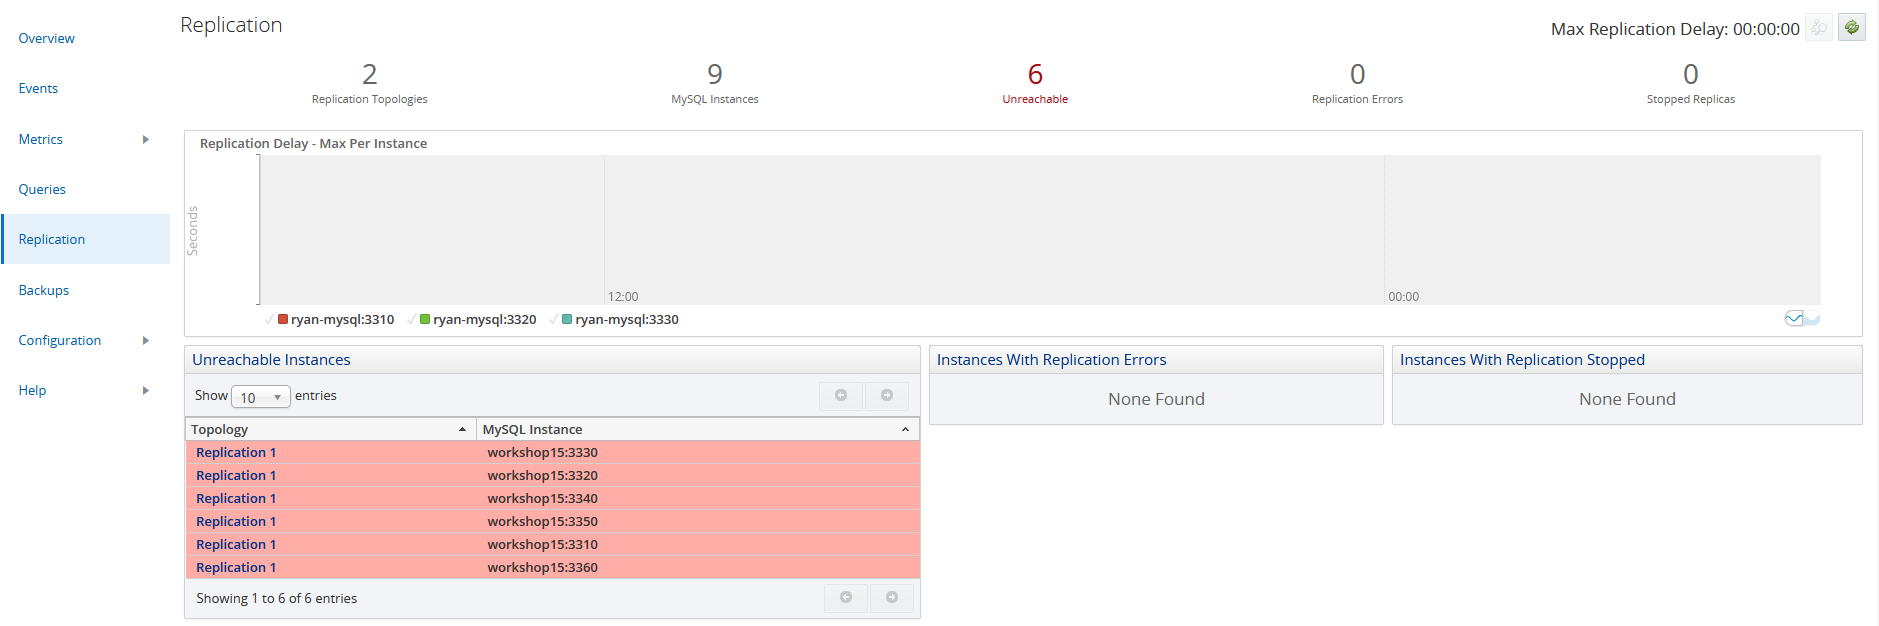 Overview
Events
Metrics
Queries
Replication
Backups
Configuration
Help
Replication
Max Replication Delay: 00:00:00
2
Replication Topologies
9
MySQL Instances
6
Unreachable
0
Replication Errors
0
Stopped Replicas
Replication Delay - Max Per Instance
Seconds
12:00
00:00
ryan-mysql:3310
ryan-mysql:3320
ryan-mysql:3330
Unreachable Instances
Show 10 entries
Topology MySQL Instance
Replication 1 workshop15:3330
Replication 1 workshop15:3320
Replication 1 workshop15:3340
Replication 1 workshop15:3350
Replication 1 workshop15:3310
Replication 1 workshop15:3360
Showing 1 to 6 of 6 entries
Instances With Replication Errors
None Found
Instances With Replication Stopped
None Found